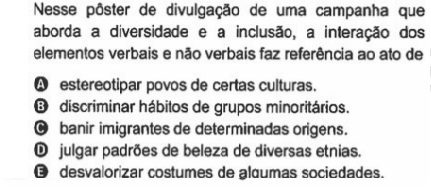 Nesse pôster de divulgação de uma campanha que
aborda a diversidade e a inclusão, a interação dos
elementos verbais e não verbais faz referência ao ato de
A estereotipar povos de certas culturas.
B discriminar hábitos de grupos minoritários.
C banir imigrantes de determinadas origens.
D julgar padrões de beleza de diversas etnias.
E desvalorizar costumes de algumas sociedades.